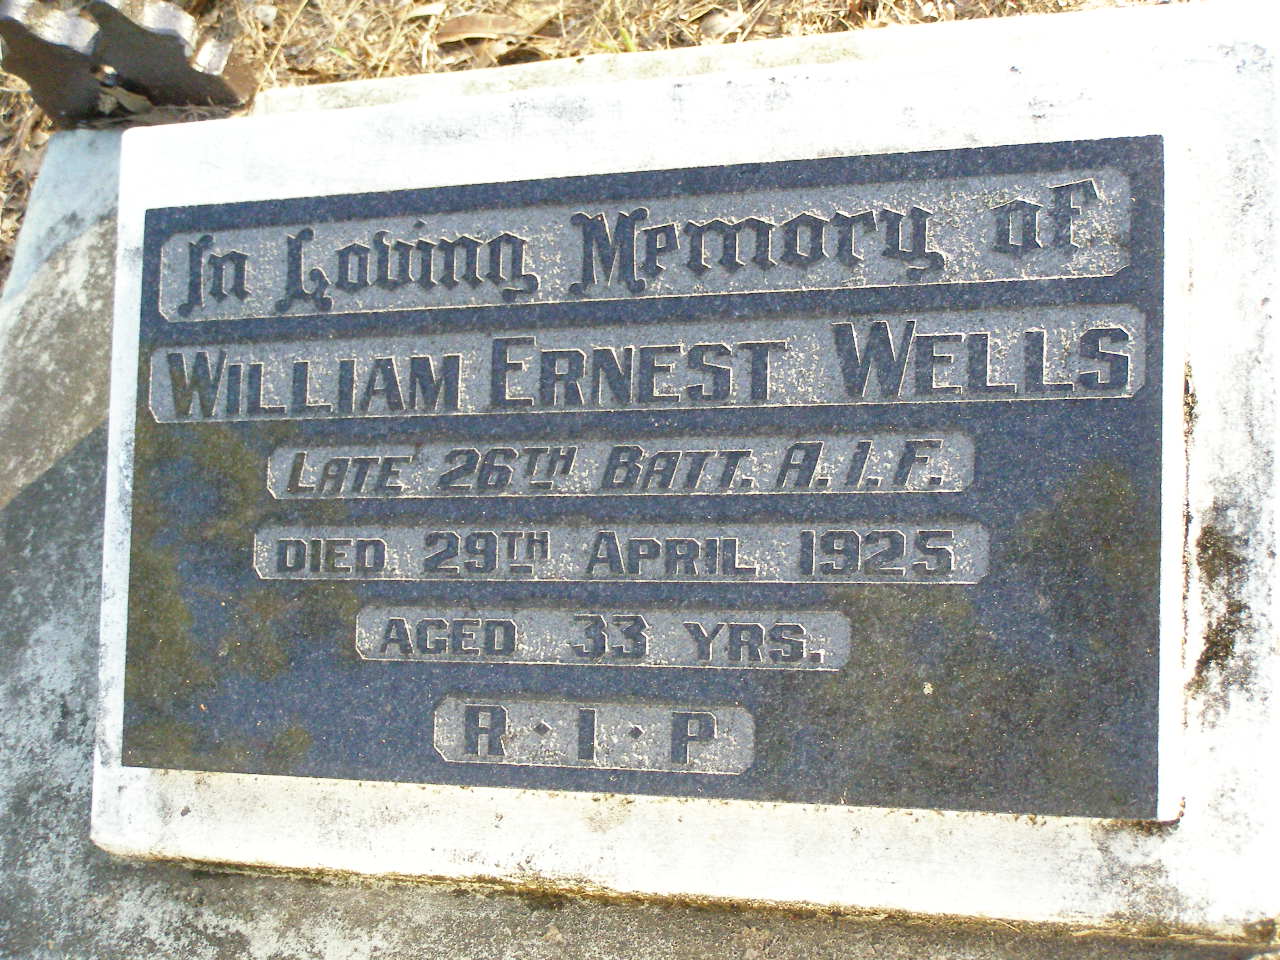 In Loving Memory of
WILLIAM ERNEST WELLS
LATE 26TH BATT. A.I.F.
DIED 29TH APRIL 1925
AGED 33 YRS.
R·I·P